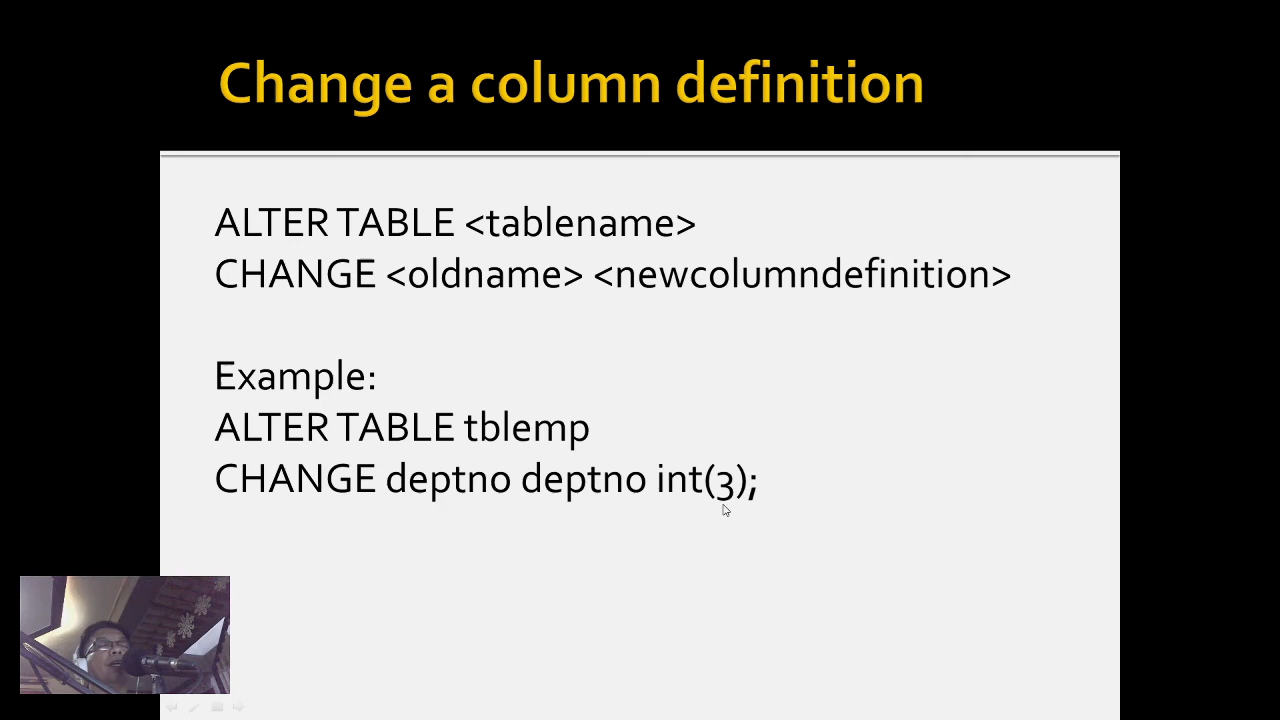 Change a column definition
ALTER TABLE <tablename>
CHANGE <oldname> <newcolumndefinition>
Example:
ALTER TABLE tblemp
CHANGE deptno deptno int(3);